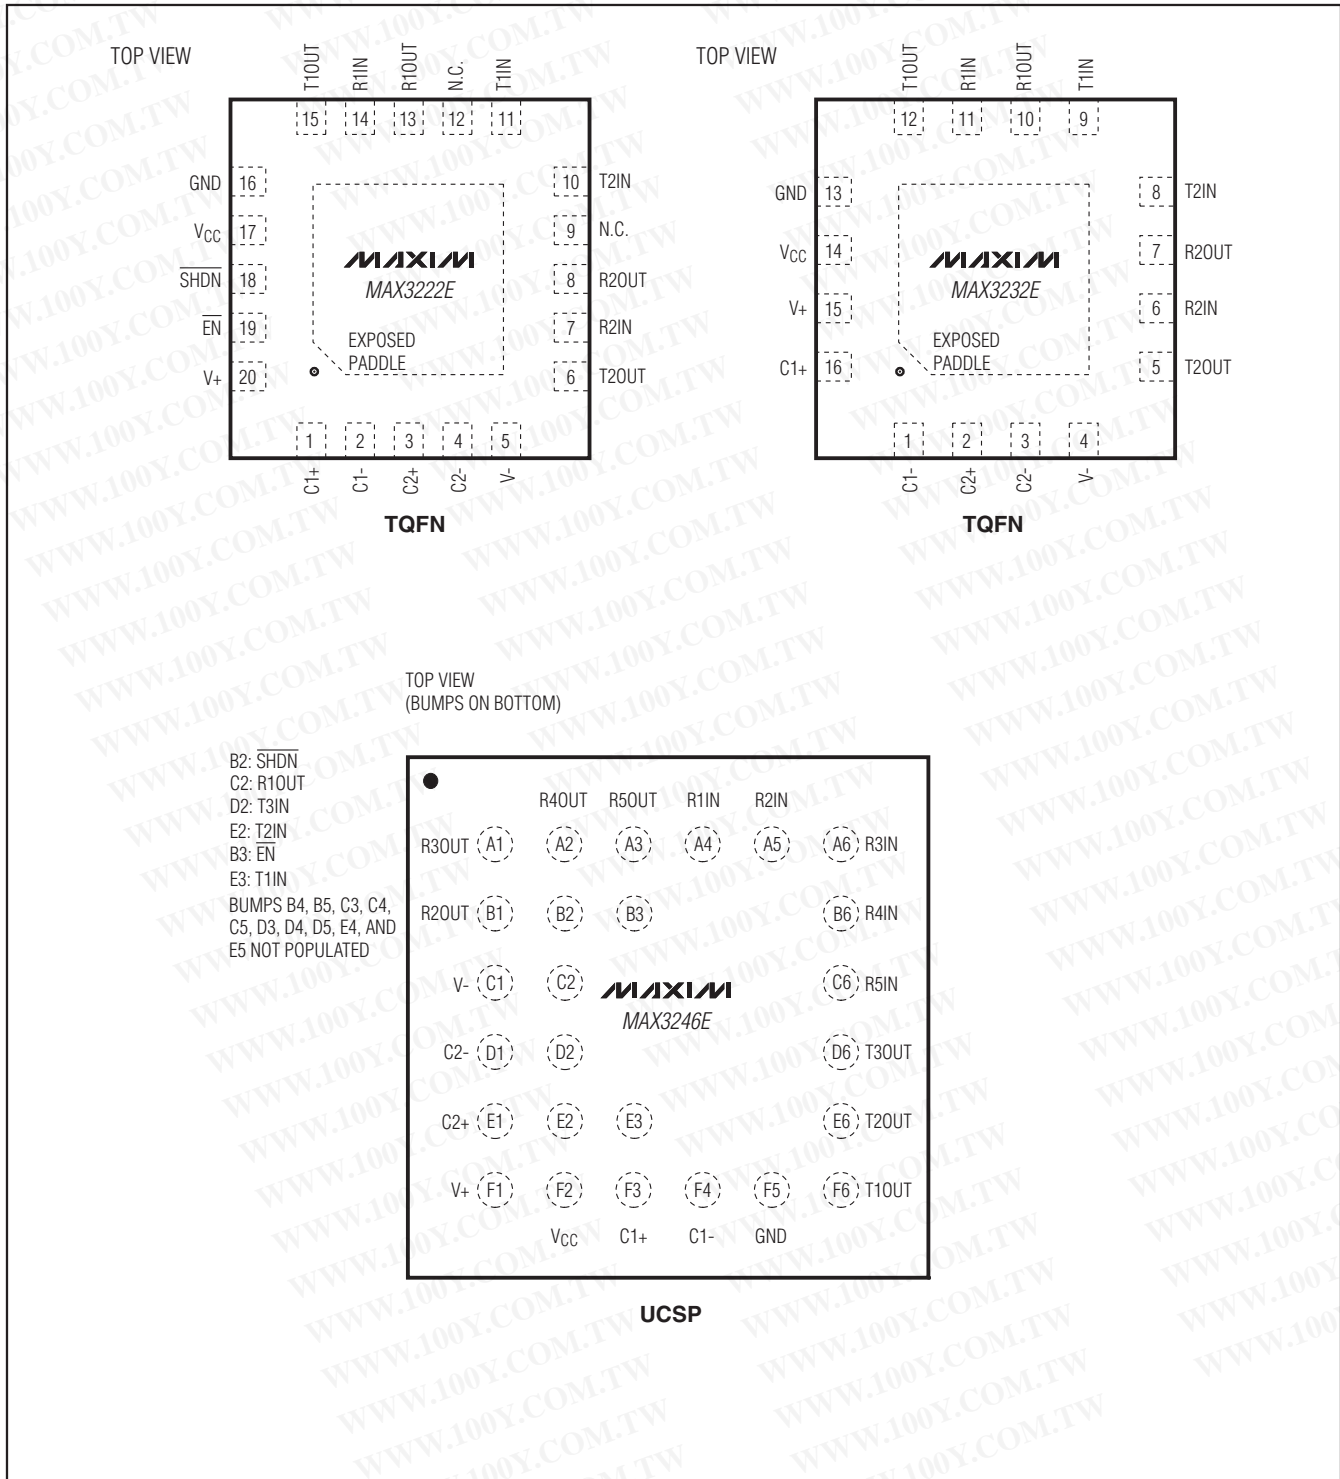 TOP VIEW
T1OUT
R1IN
R1OUT
N.C.
T1IN
15 14 13 12 11
GND 16
VCC 17
SHDN 18
EN 19
V+ 20
10 T2IN
9 N.C.
8 R2OUT
7 R2IN
6 T2OUT
MAXIM
MAX3222E
EXPOSED
PADDLE
1 2 3 4 5
C1+
C1-
C2+
C2-
V-
TQFN
TOP VIEW
T1OUT
R1IN
R1OUT
T1IN
12 11 10 9
GND 13
VCC 14
V+ 15
C1+ 16
8 T2IN
7 R2OUT
6 R2IN
5 T2OUT
MAXIM
MAX3232E
EXPOSED
PADDLE
1 2 3 4
C1-
C2+
C2-
V-
TQFN
TOP VIEW
(BUMPS ON BOTTOM)
B2: SHDN
C2: R1OUT
D2: T3IN
E2: T2IN
B3: EN
E3: T1IN
BUMPS B4, B5, C3, C4,
C5, D3, D4, D5, E4, AND
E5 NOT POPULATED
R4OUT R5OUT R1IN R2IN
R3OUT A1 A2 A3 A4 A5 A6 R3IN
R2OUT B1 B2 B3 B6 R4IN
V- C1 C2 C6 R5IN
MAXIM
MAX3246E
C2- D1 D2 D6 T3OUT
C2+ E1 E2 E3 E6 T2OUT
V+ F1 F2 F3 F4 F5 F6 T1OUT
VCC C1+ C1- GND
UCSP
WWW.100Y.COM.TW